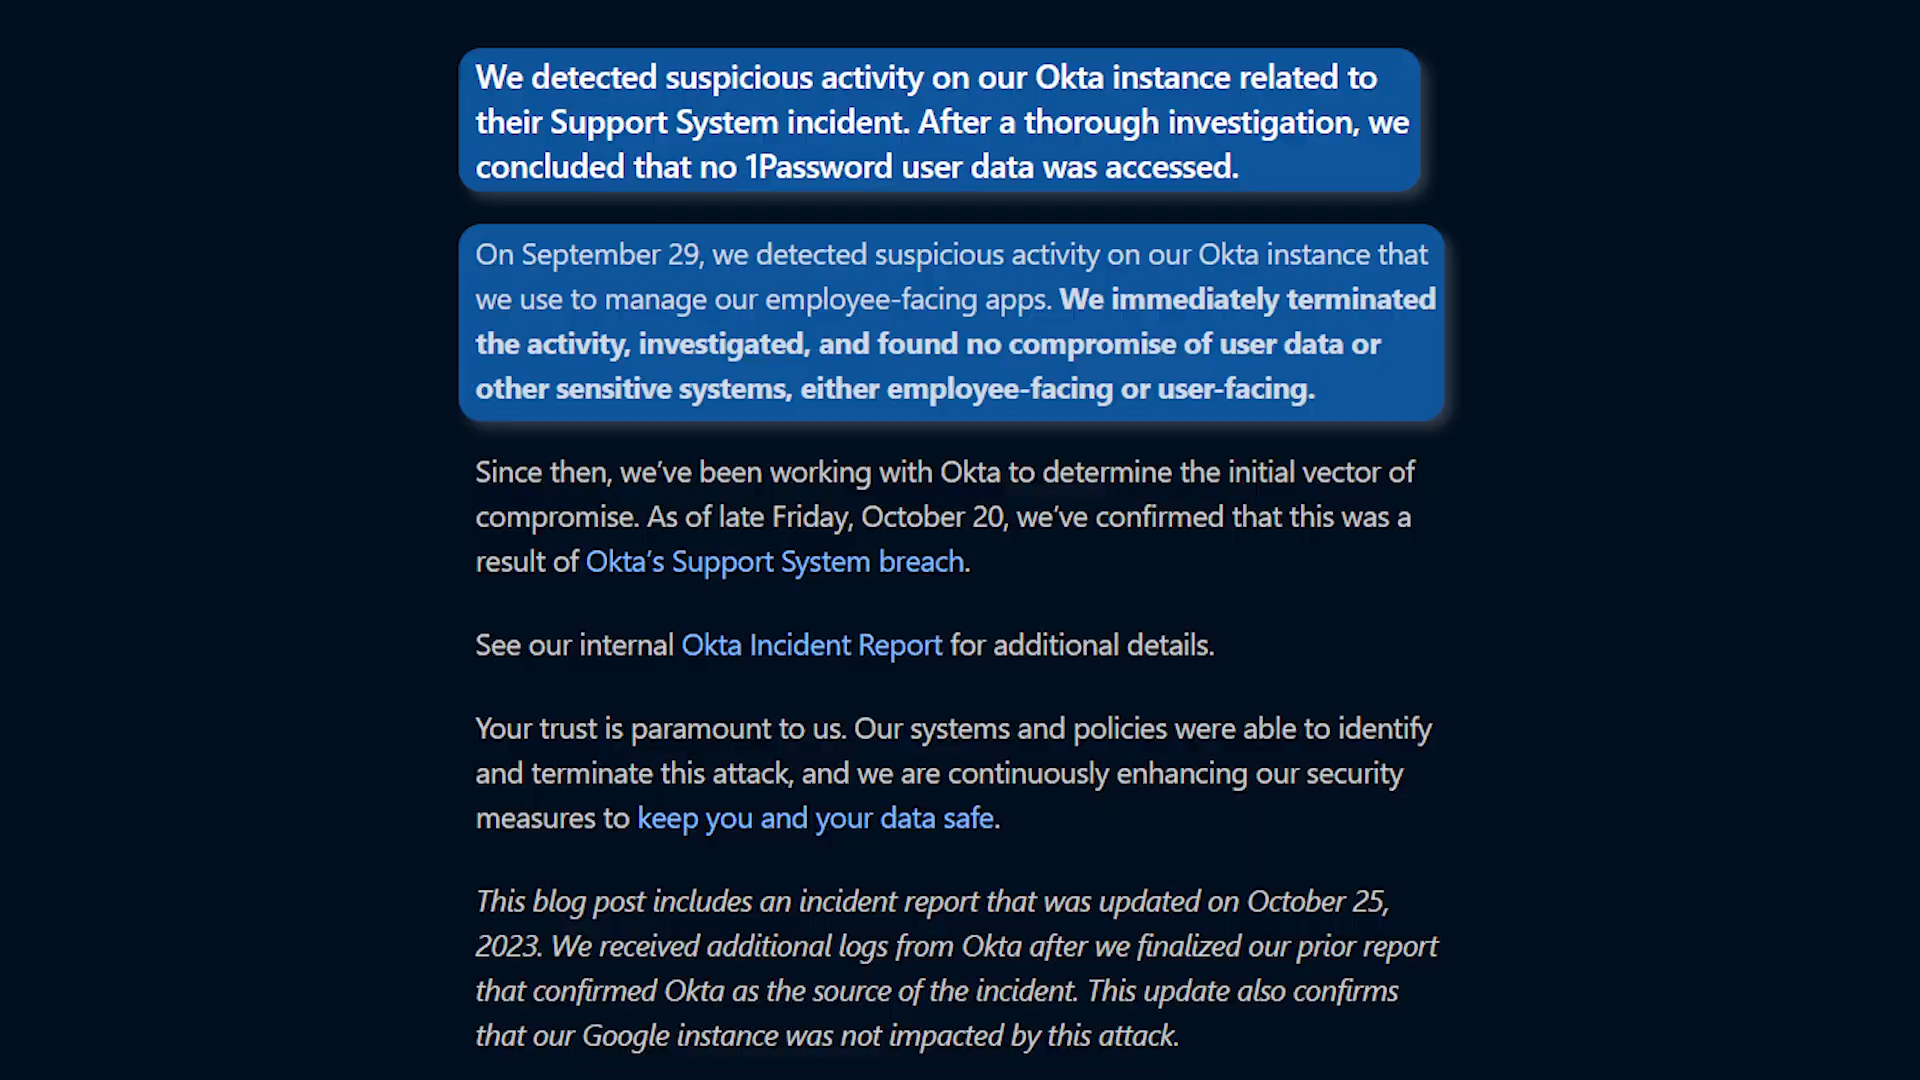 We detected suspicious activity on our Okta instance related to
their Support System incident. After a thorough investigation, we
concluded that no 1Password user data was accessed.
On September 29, we detected suspicious activity on our Okta instance that
we use to manage our employee-facing apps. We immediately terminated
the activity, investigated, and found no compromise of user data or
other sensitive systems, either employee-facing or user-facing.
Since then, we’ve been working with Okta to determine the initial vector of
compromise. As of late Friday, October 20, we’ve confirmed that this was a
result of Okta’s Support System breach.
See our internal Okta Incident Report for additional details.
Your trust is paramount to us. Our systems and policies were able to identify
and terminate this attack, and we are continuously enhancing our security
measures to keep you and your data safe.
This blog post includes an incident report that was updated on October 25,
2023. We received additional logs from Okta after we finalized our prior report
that confirmed Okta as the source of the incident. This update also confirms
that our Google instance was not impacted by this attack.